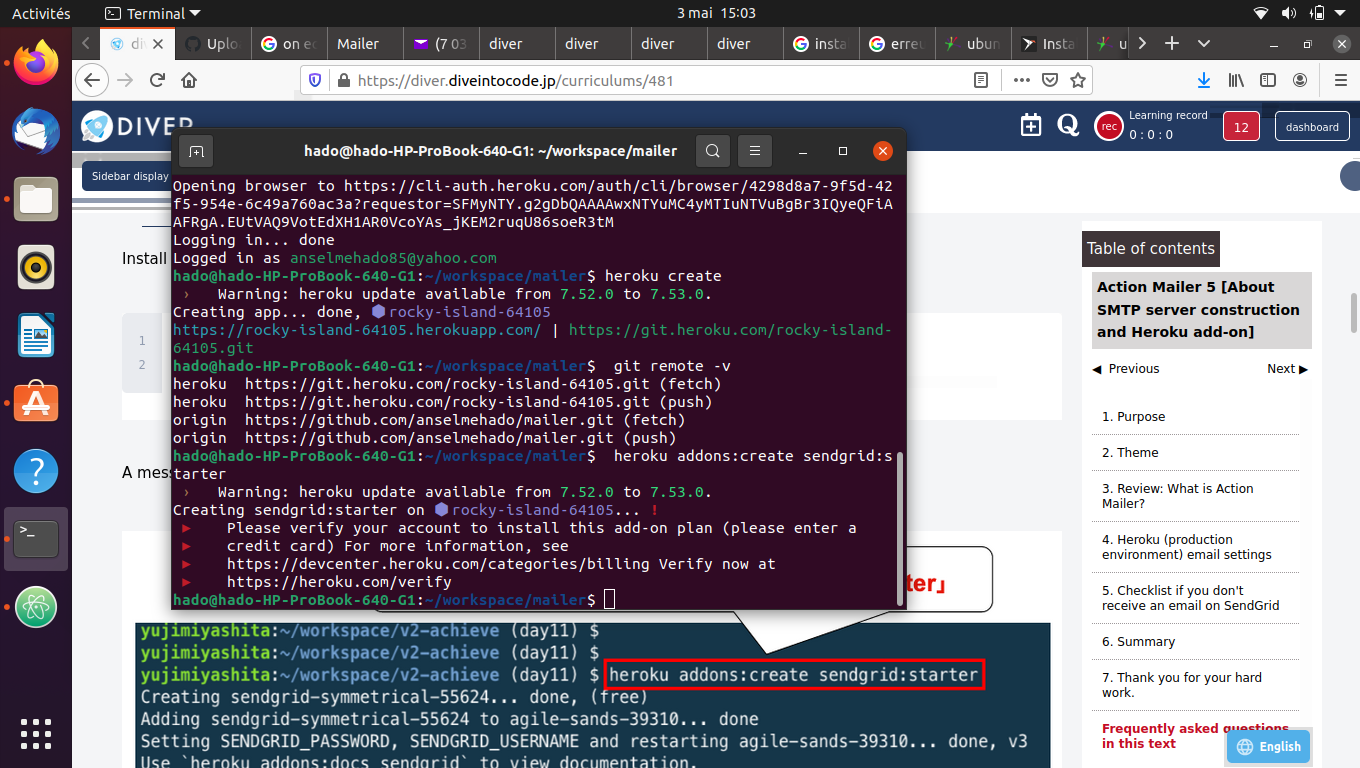 Activités
Terminal
3 mai 15:03
Uplo
on ec
Mailer
(7 03
diver
diver
diver
diver
insta
erreu
ubun
Insta
https://diver.diveintocode.jp/curriculums/481
DIVER
rec
Learning record
0 : 0 : 0
12
dashboard
Sidebar display
hado@hado-HP-ProBook-640-G1: ~/workspace/mailer
Opening browser to https://cli-auth.heroku.com/auth/cli/browser/4298d8a7-9f5d-42
f5-954e-6c49a760ac3a?requestor=SFMyNTY.g2gDbQAAAAwxNTYuMC4yMTIuNTVuBgBr3IQyeQFiA
AFRgA.EUtVAQ9VotEdXH1AR0VcoYAs_jKEM2ruqU86soeR3tM
Logging in... done
Logged in as anselmehado85@yahoo.com
hado@hado-HP-ProBook-640-G1:~/workspace/mailer$ heroku create
› Warning: heroku update available from 7.52.0 to 7.53.0.
Creating app... done, ⬢ rocky-island-64105
https://rocky-island-64105.herokuapp.com/ | https://git.heroku.com/rocky-island-
64105.git
hado@hado-HP-ProBook-640-G1:~/workspace/mailer$  git remote -v
heroku  https://git.heroku.com/rocky-island-64105.git (fetch)
heroku  https://git.heroku.com/rocky-island-64105.git (push)
origin  https://github.com/anselmehado/mailer.git (fetch)
origin  https://github.com/anselmehado/mailer.git (push)
hado@hado-HP-ProBook-640-G1:~/workspace/mailer$  heroku addons:create sendgrid:s
tarter
› Warning: heroku update available from 7.52.0 to 7.53.0.
Creating sendgrid:starter on ⬢ rocky-island-64105... !
▸ Please verify your account to install this add-on plan (please enter a
▸ credit card) For more information, see
▸ https://devcenter.heroku.com/categories/billing Verify now at
▸ https://heroku.com/verify
hado@hado-HP-ProBook-640-G1:~/workspace/mailer$
Install
1
2
A mess
ter」
yujimiyashita:~/workspace/v2-achieve (day11) $
yujimiyashita:~/workspace/v2-achieve (day11) $
yujimiyashita:~/workspace/v2-achieve (day11) $ heroku addons:create sendgrid:starter
Creating sendgrid-symmetrical-55624... done, (free)
Adding sendgrid-symmetrical-55624 to agile-sands-39310... done
Setting SENDGRID_PASSWORD, SENDGRID_USERNAME and restarting agile-sands-39310... done, v3
Use `heroku addons:docs sendgrid` to view documentation.
Table of contents
Action Mailer 5 [About
SMTP server construction
and Heroku add-on]
◀ Previous
Next ▶
1. Purpose
2. Theme
3. Review: What is Action
Mailer?
4. Heroku (production
environment) email settings
5. Checklist if you don't
receive an email on SendGrid
6. Summary
7. Thank you for your hard
work.
Frequently asked questions
in this text
English